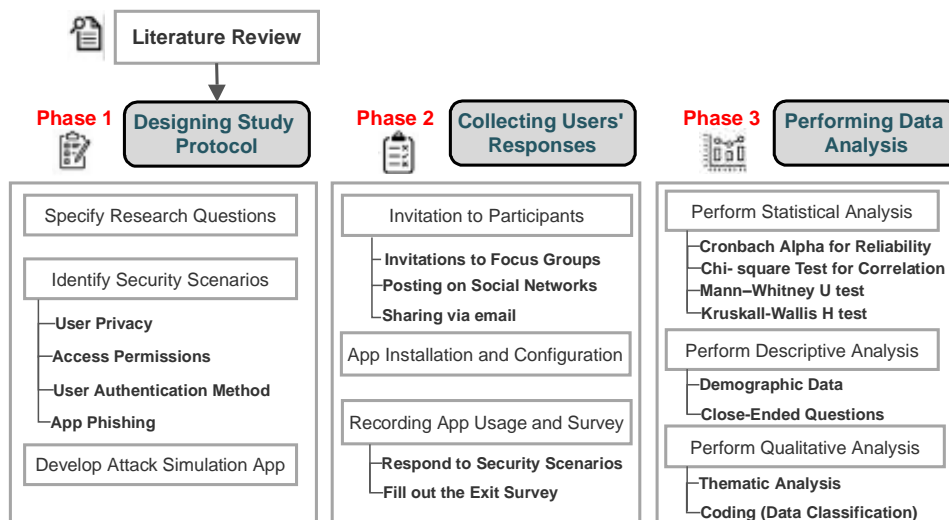 Literature Review
Phase 1
Designing Study
Protocol
Specify Research Questions
Identify Security Scenarios
User Privacy
Access Permissions
User Authentication Method
App Phishing
Develop Attack Simulation App
Phase 2
Collecting Users'
Responses
Invitation to Participants
Invitations to Focus Groups
Posting on Social Networks
Sharing via email
App Installation and Configuration
Recording App Usage and Survey
Respond to Security Scenarios
Fill out the Exit Survey
Phase 3
Performing Data
Analysis
Perform Statistical Analysis
Cronbach Alpha for Reliability
Chi- square Test for Correlation
Mann–Whitney U test
Kruskall-Wallis H test
Perform Descriptive Analysis
Demographic Data
Close-Ended Questions
Perform Qualitative Analysis
Thematic Analysis
Coding (Data Classification)